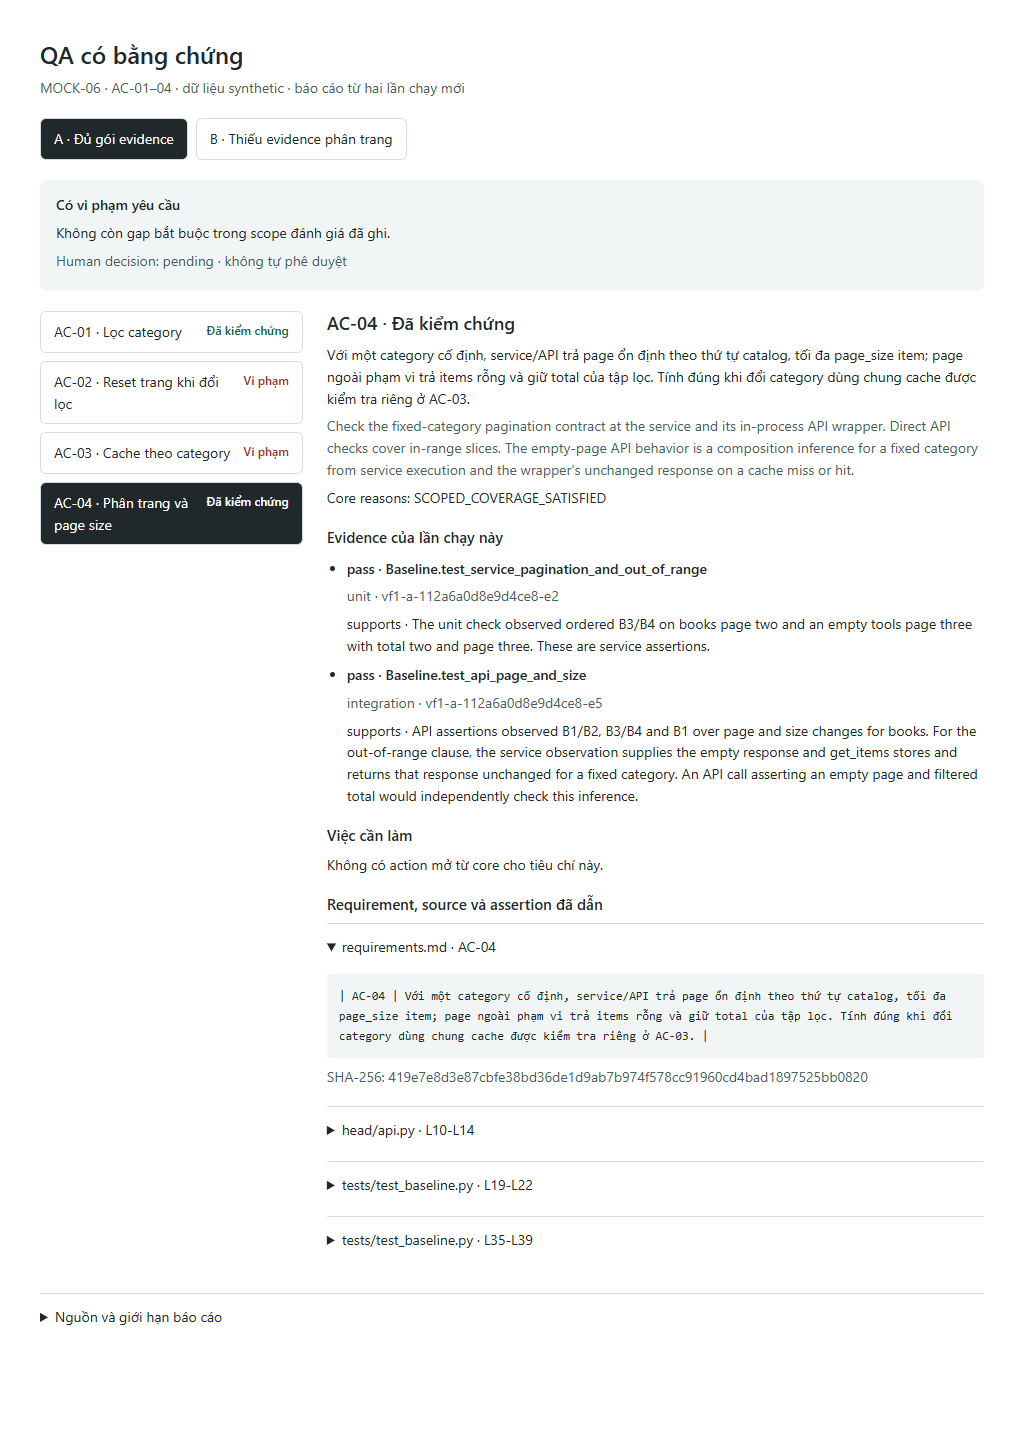 QA có bằng chứng
MOCK-06 · AC-01–04 · dữ liệu synthetic · báo cáo từ hai lần chạy mới
A · Đủ gói evidence
B · Thiếu evidence phân trang
Có vi phạm yêu cầu
Không còn gap bắt buộc trong scope đánh giá đã ghi.
Human decision: pending · không tự phê duyệt
AC-01 · Lọc category
Đã kiểm chứng
AC-02 · Reset trang khi đổi
lọc
Vi phạm
AC-03 · Cache theo category
Vi phạm
AC-04 · Phân trang và
page size
Đã kiểm chứng
AC-04 · Đã kiểm chứng
Với một category cố định, service/API trả page ổn định theo thứ tự catalog, tối đa page_size item; page
ngoài phạm vi trả items rỗng và giữ total của tập lọc. Tính đúng khi đổi category dùng chung cache được
kiểm tra riêng ở AC-03.
Check the fixed-category pagination contract at the service and its in-process API wrapper. Direct API
checks cover in-range slices. The empty-page API behavior is a composition inference for a fixed category
from service execution and the wrapper's unchanged response on a cache miss or hit.
Core reasons: SCOPED_COVERAGE_SATISFIED
Evidence của lần chạy này
• pass · Baseline.test_service_pagination_and_out_of_range
unit · vf1-a-112a6a0d8e9d4ce8-e2
supports · The unit check observed ordered B3/B4 on books page two and an empty tools page three
with total two and page three. These are service assertions.
• pass · Baseline.test_api_page_and_size
integration · vf1-a-112a6a0d8e9d4ce8-e5
supports · API assertions observed B1/B2, B3/B4 and B1 over page and size changes for books. For the
out-of-range clause, the service observation supplies the empty response and get_items stores and
returns that response unchanged for a fixed category. An API call asserting an empty page and filtered
total would independently check this inference.
Việc cần làm
Không có action mở từ core cho tiêu chí này.
Requirement, source và assertion đã dẫn
▼ requirements.md · AC-04
| AC-04 | Với một category cố định, service/API trả page ổn định theo thứ tự catalog, tối đa
page_size item; page ngoài phạm vi trả items rỗng và giữ total của tập lọc. Tính đúng khi đổi
category dùng chung cache được kiểm tra riêng ở AC-03. |
SHA-256: 419e7e8d3e87cbfe38bd36de1d9ab7b974f578cc91960cd4bad1897525bb0820
▶ head/api.py · L10-L14
▶ tests/test_baseline.py · L19-L22
▶ tests/test_baseline.py · L35-L39
▶ Nguồn và giới hạn báo cáo